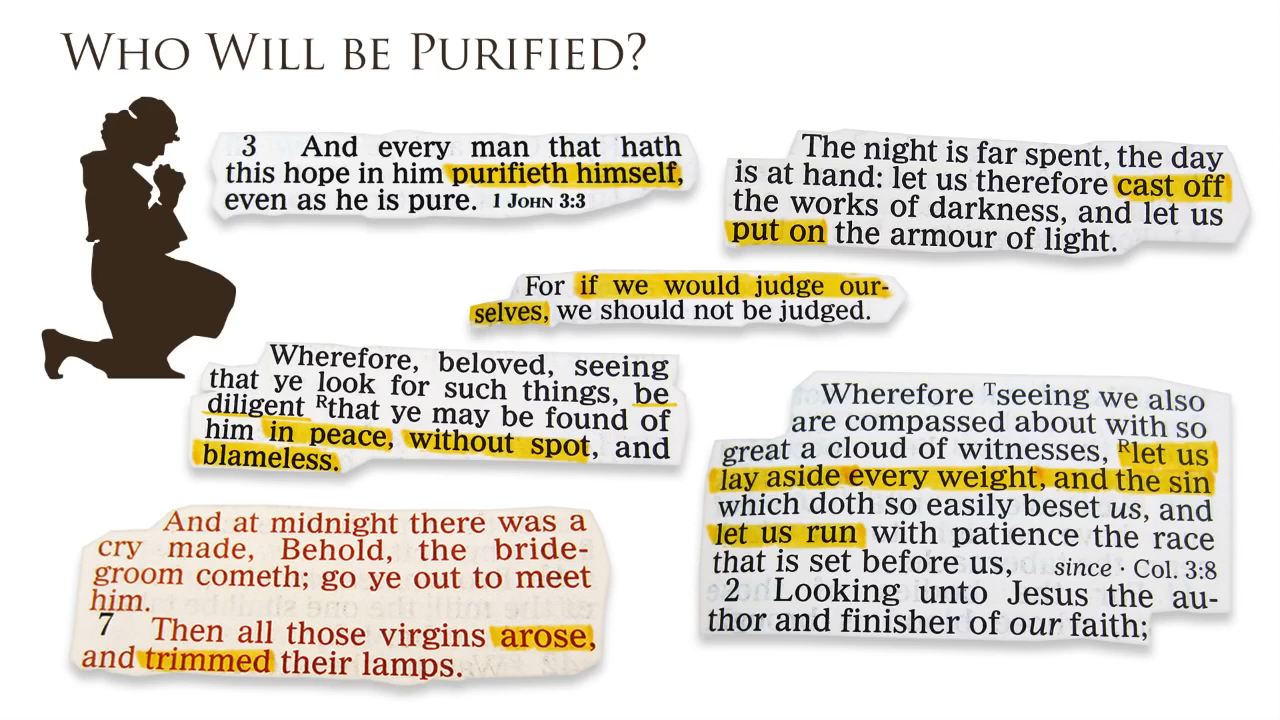 WHO WILL BE PURIFIED?
3 And every man that hath
this hope in him purifieth himself,
even as he is pure. 1 JOHN 3:3
The night is far spent, the day
is at hand: let us therefore cast off
the works of darkness, and let us
put on the armour of light.
For if we would judge our-
selves, we should not be judged.
Wherefore, beloved, seeing
that ye look for such things, be
diligent Rthat ye may be found of
him in peace, without spot, and
blameless.
Wherefore Tseeing we also
are compassed about with so
great a cloud of witnesses, Rlet us
lay aside every weight, and the sin
which doth so easily beset us, and
let us run with patience the race
that is set before us, since · Col. 3:8
2 Looking unto Jesus the au-
thor and finisher of our faith;
And at midnight there was a
cry made, Behold, the bride-
groom cometh; go ye out to meet
him.
7 Then all those virgins arose,
and trimmed their lamps.